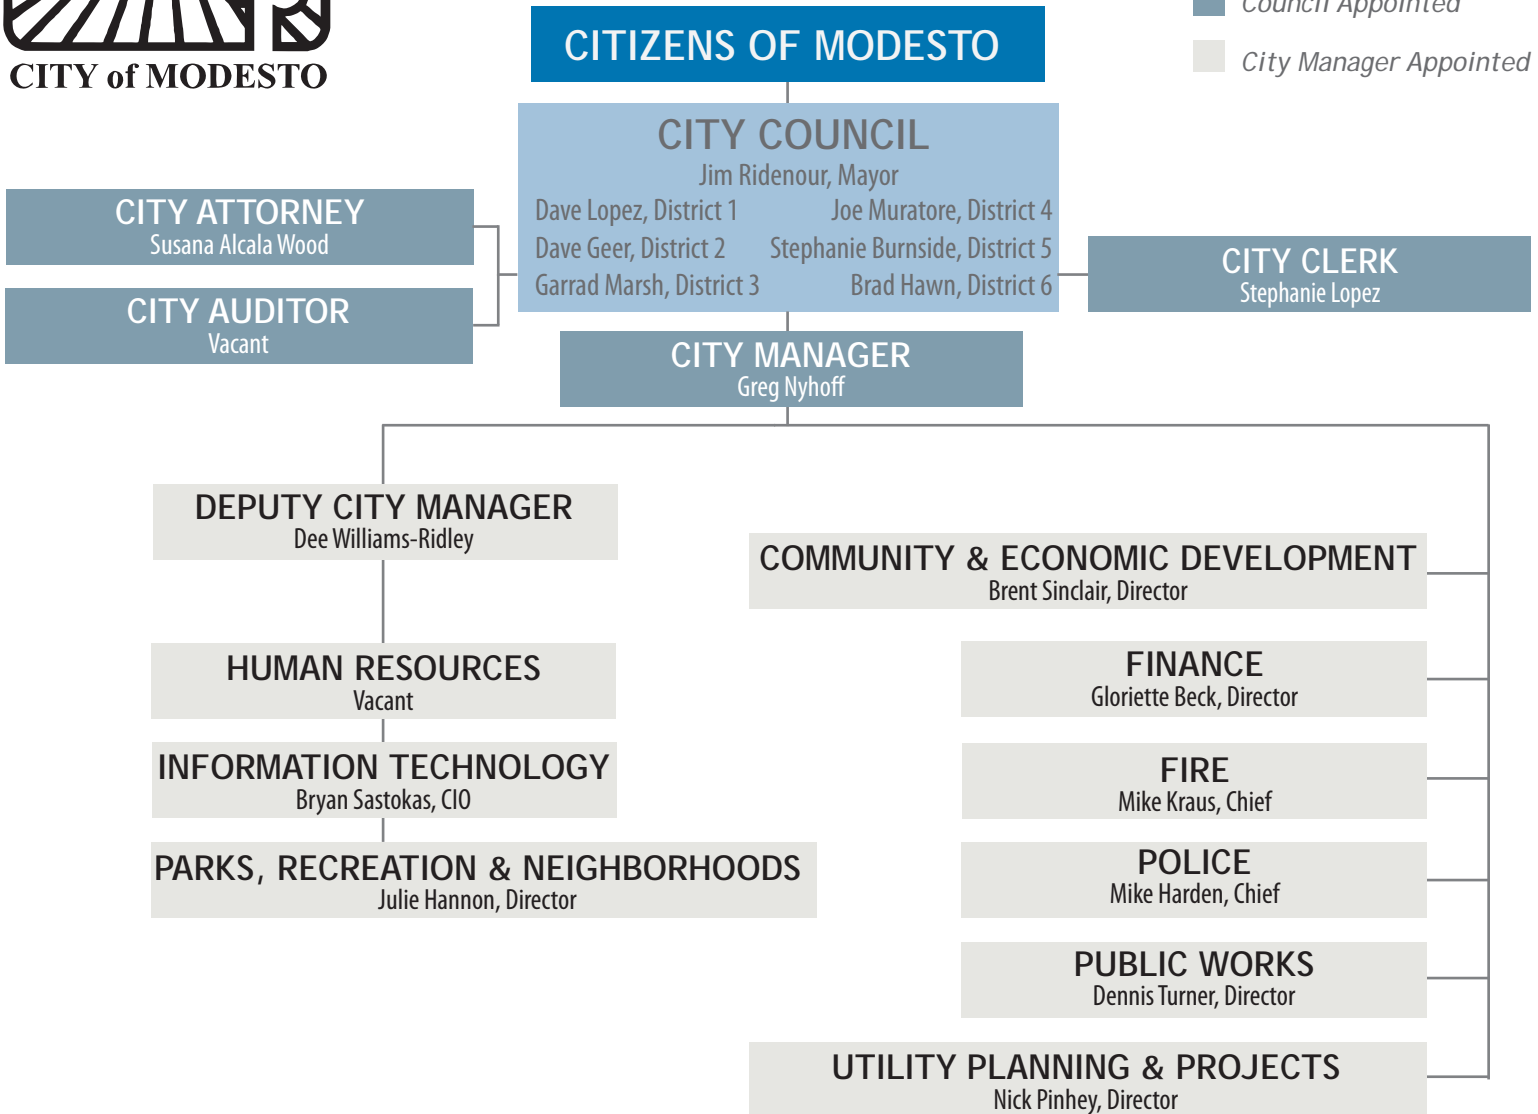 CITY of MODESTO
Council Appointed
City Manager Appointed
CITIZENS OF MODESTO
CITY COUNCIL
Jim Ridenour, Mayor
Dave Lopez, District 1
Joe Muratore, District 4
Dave Geer, District 2
Stephanie Burnside, District 5
Garrad Marsh, District 3
Brad Hawn, District 6
CITY ATTORNEY
Susana Alcala Wood
CITY AUDITOR
Vacant
CITY CLERK
Stephanie Lopez
CITY MANAGER
Greg Nyhoff
DEPUTY CITY MANAGER
Dee Williams-Ridley
HUMAN RESOURCES
Vacant
INFORMATION TECHNOLOGY
Bryan Sastokas, CIO
PARKS, RECREATION & NEIGHBORHOODS
Julie Hannon, Director
COMMUNITY & ECONOMIC DEVELOPMENT
Brent Sinclair, Director
FINANCE
Gloriette Beck, Director
FIRE
Mike Kraus, Chief
POLICE
Mike Harden, Chief
PUBLIC WORKS
Dennis Turner, Director
UTILITY PLANNING & PROJECTS
Nick Pinhey, Director